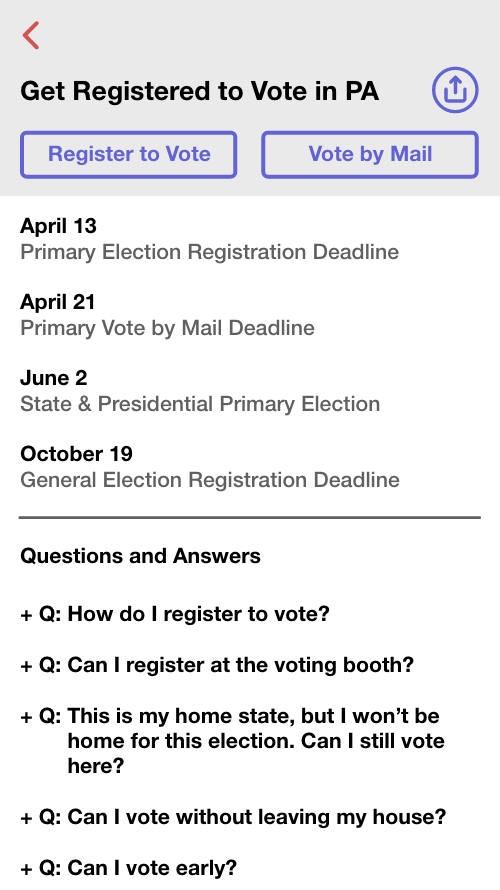 Get Registered to Vote in PA
Register to Vote
Vote by Mail
April 13
Primary Election Registration Deadline
April 21
Primary Vote by Mail Deadline
June 2
State & Presidential Primary Election
October 19
General Election Registration Deadline
Questions and Answers
+ Q: How do I register to vote?
+ Q: Can I register at the voting booth?
+ Q: This is my home state, but I won’t be
home for this election. Can I still vote
here?
+ Q: Can I vote without leaving my house?
+ Q: Can I vote early?